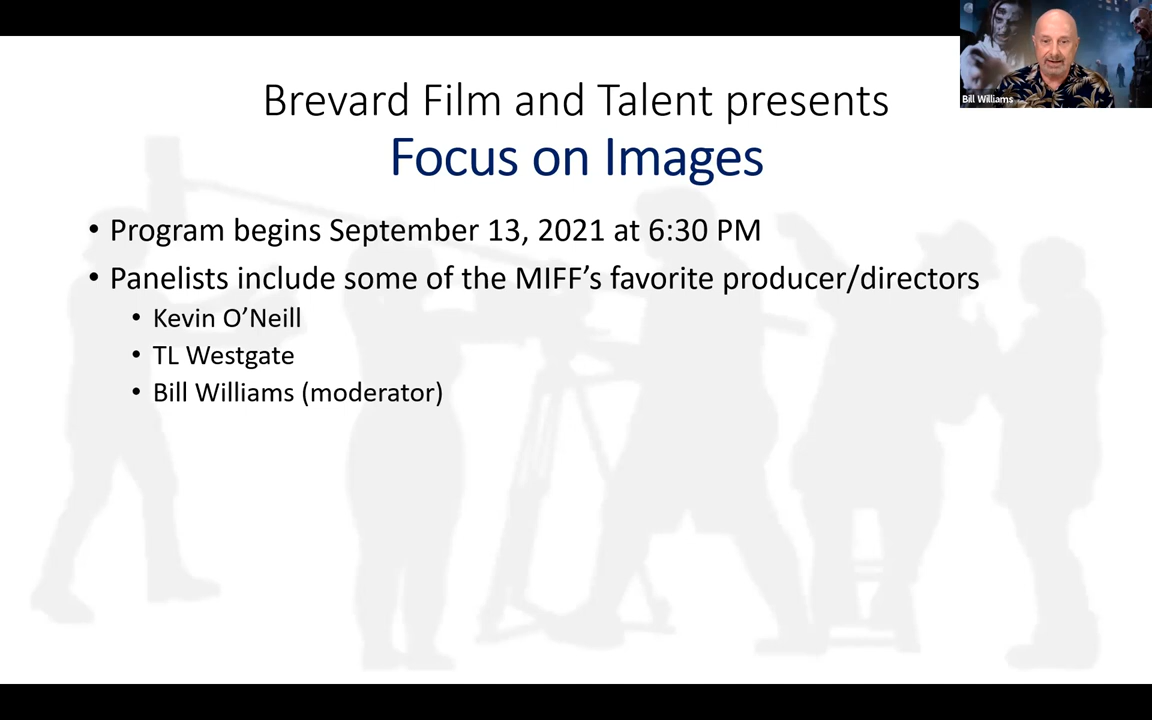 Brevard Film and Talent presents
Focus on Images
• Program begins September 13, 2021 at 6:30 PM
• Panelists include some of the MIFF’s favorite producer/directors
• Kevin O’Neill
• TL Westgate
• Bill Williams (moderator)
Bill Williams